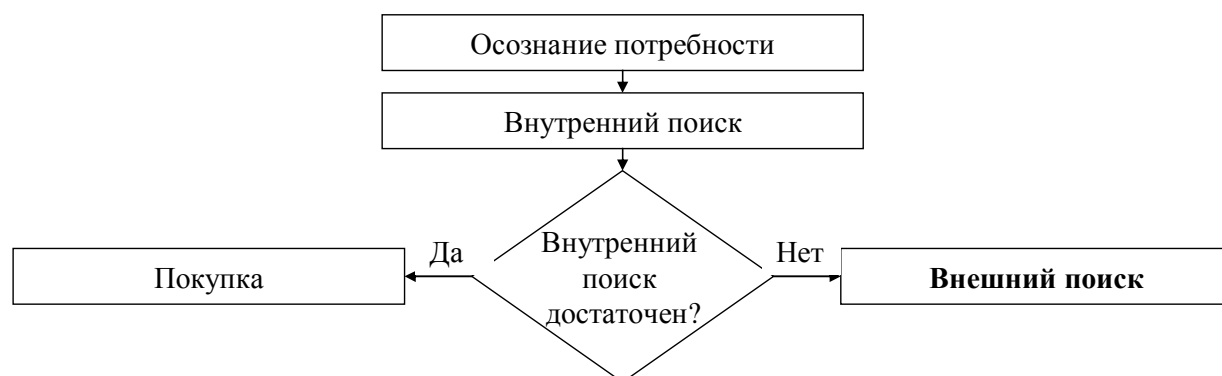 Осознание потребности
Внутренний поиск
Да
Внутренний
поиск
достаточен?
Нет
Покупка
Внешний поиск